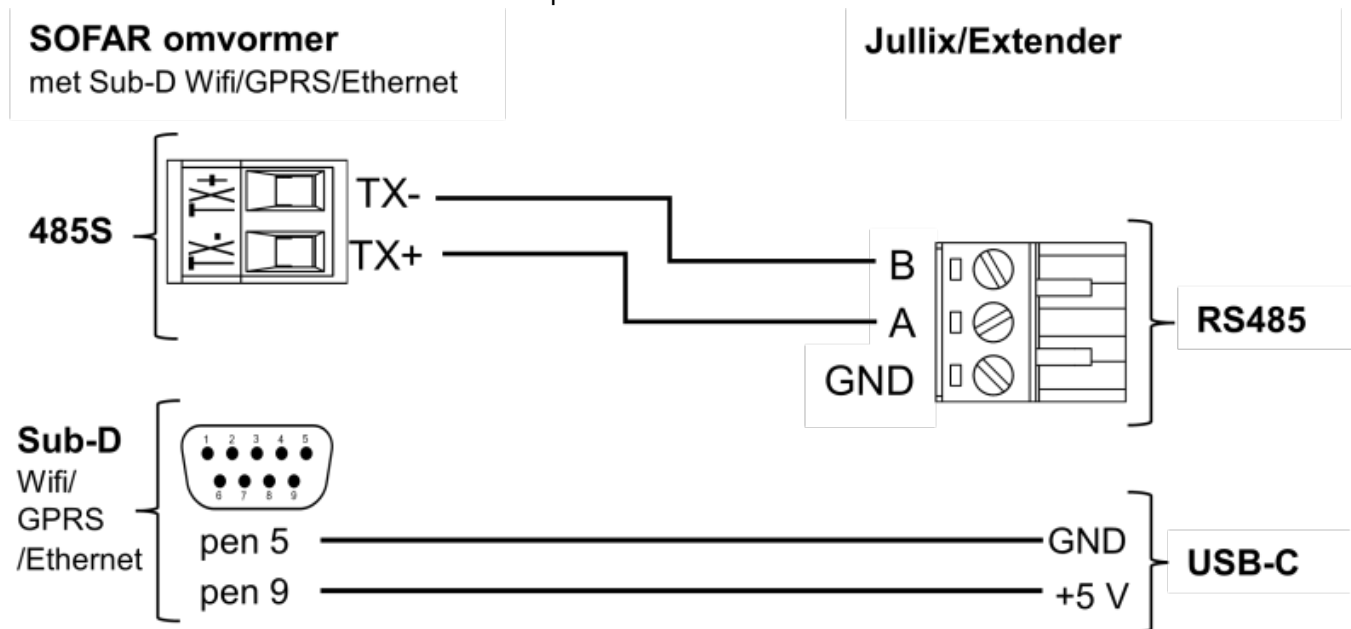 SOFAR omvormer
met Sub-D Wifi/GPRS/Ethernet
Jullix/Extender
485S
TX+
TX-
TX-
TX+
B
A
GND
RS485
Sub-D
Wifi/
GPRS
/Ethernet
1 2 3 4 5
6 7 8 9
pen 5
GND
pen 9
+5 V
USB-C